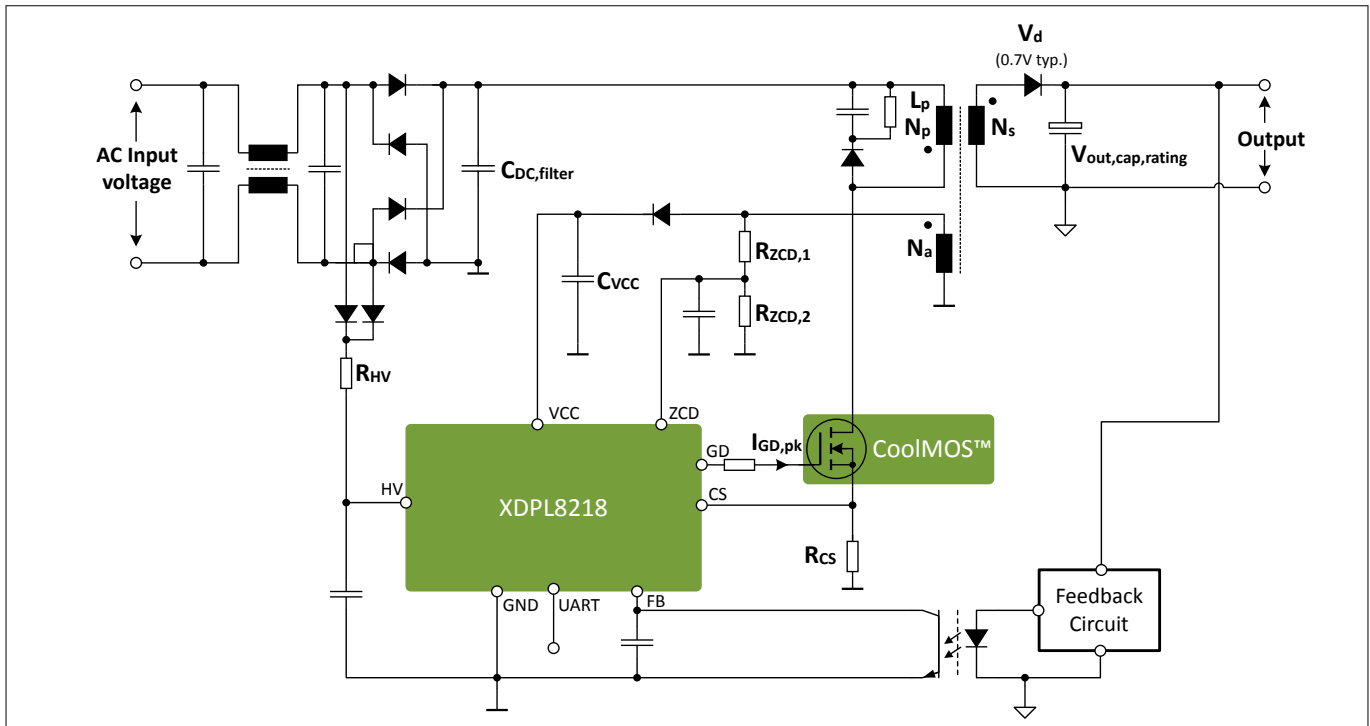 Vd
(0.7V typ.)
Lp
Np
Ns
AC Input
voltage
CDC,filter
Vout,cap,rating
Output
RZCD,1
Na
CVCC
RZCD,2
RHV
VCC
ZCD
IGD,pk
GD
CoolMOS™
HV
CS
XDPL8218
RCS
GND
UART
FB
Feedback
Circuit